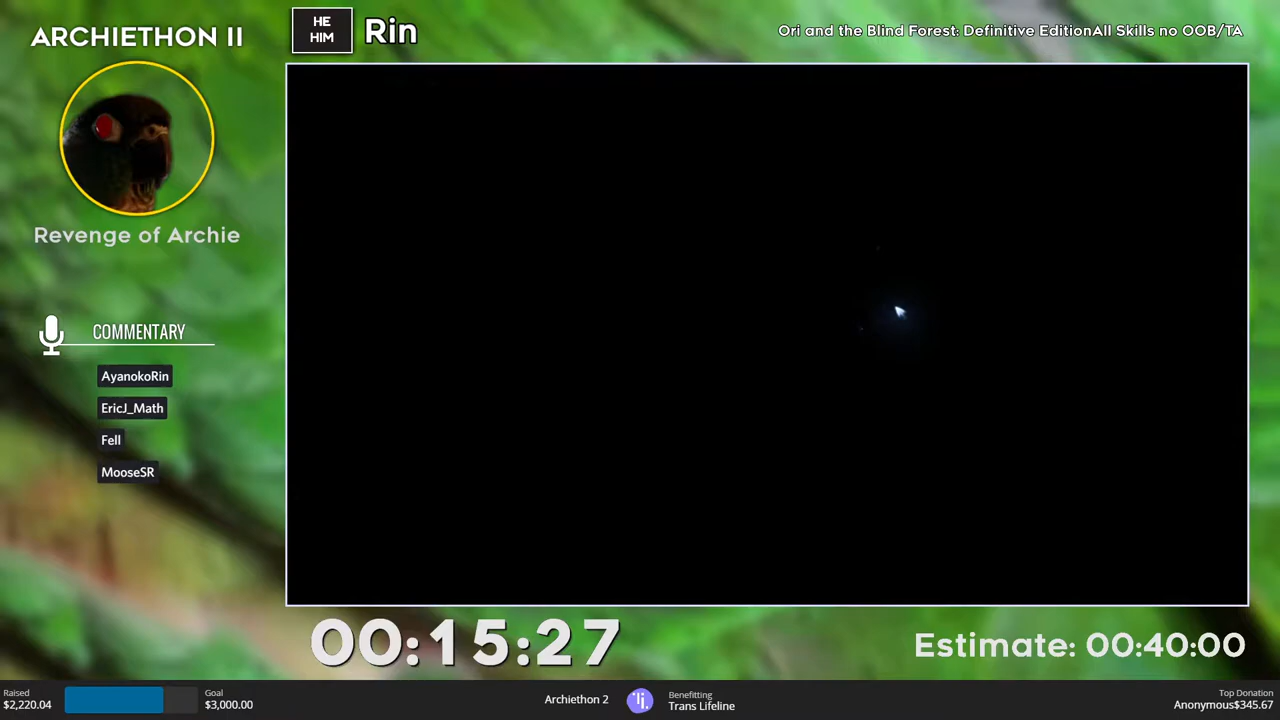 ARCHIETHON II
HE
HIM
Rin
Ori and the Blind Forest: Definitive EditionAll Skills no OOB/TA
Revenge of Archie
COMMENTARY
AyanokoRin
EricJ_Math
Fell
MooseSR
00:15:27
Estimate: 00:40:00
Raised
$2,220.04
Goal
$3,000.00
Archiethon 2
Benefitting
Trans Lifeline
Top Donation
Anonymous$345.67